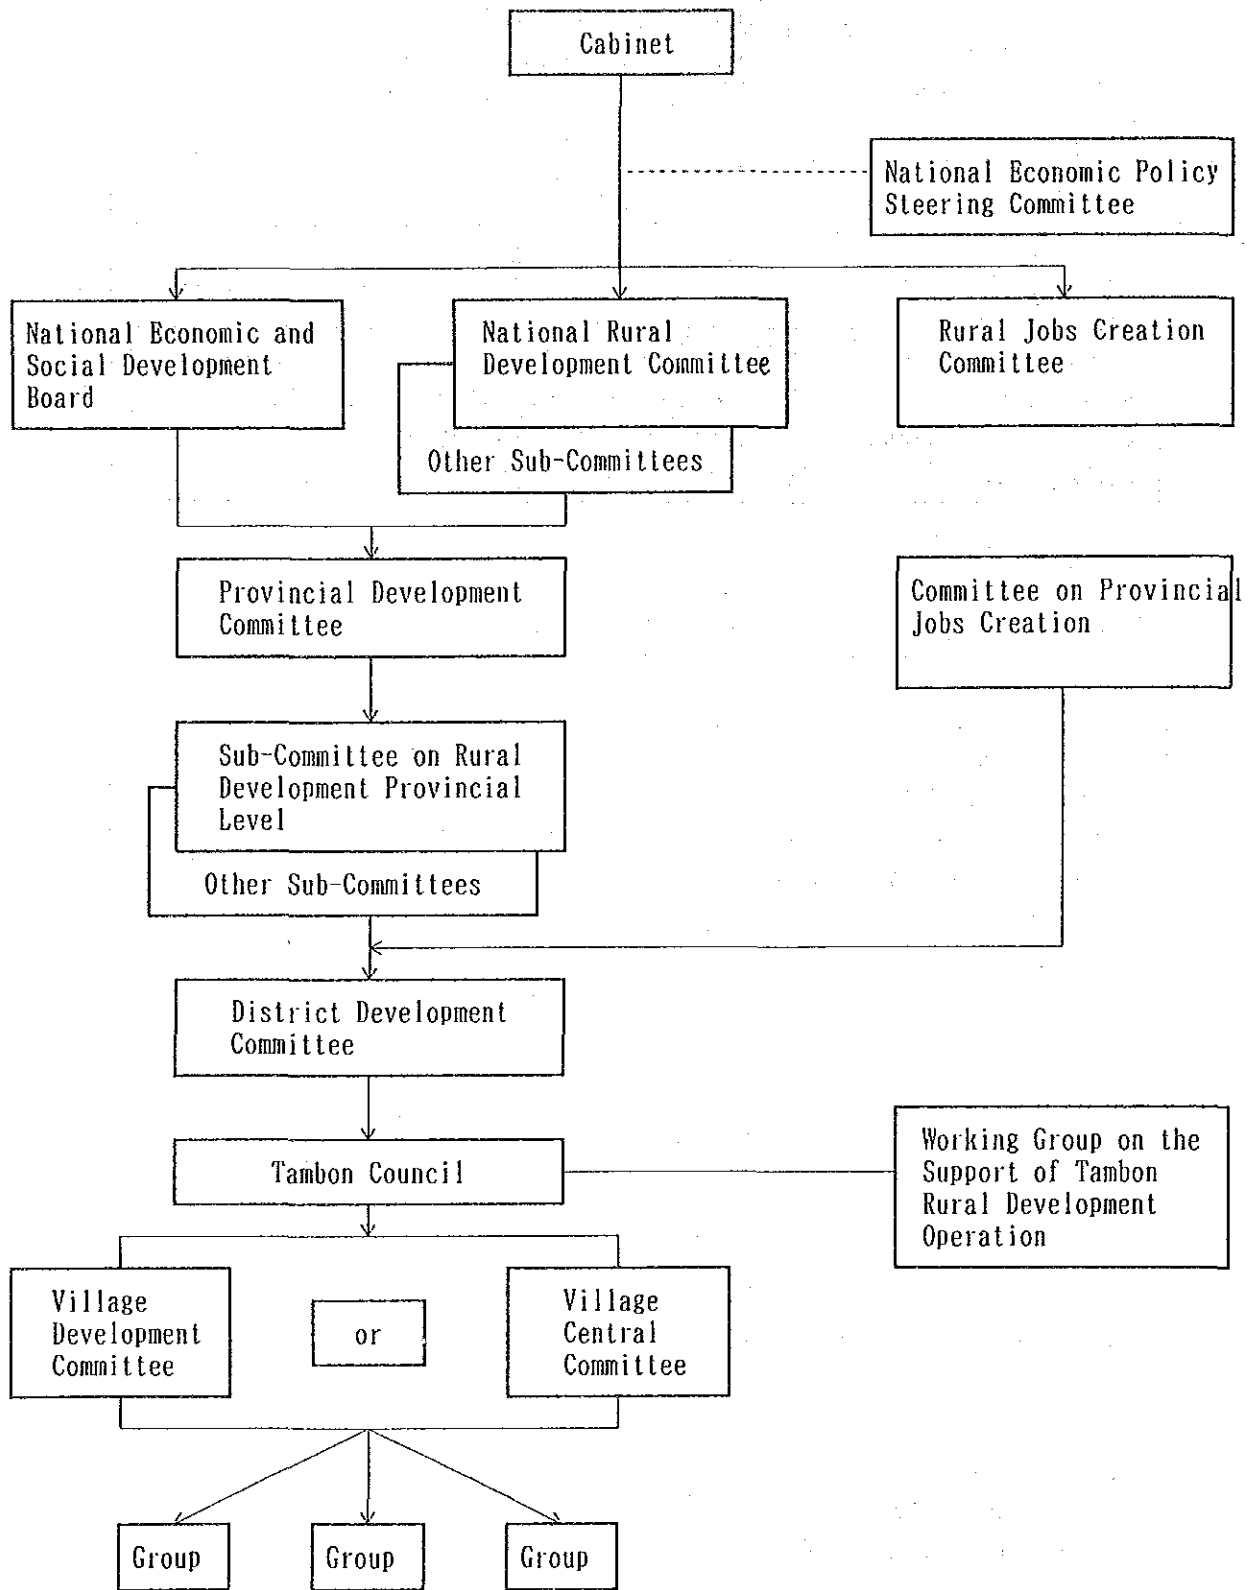 Cabinet
National Economic Policy
Steering Committee
National Economic and
Social Development
Board
National Rural
Development Committee
Rural Jobs Creation
Committee
Other Sub-Committees
Provincial Development
Committee
Committee on Provincial
Jobs Creation
Sub-Committee on Rural
Development Provincial
Level
Other Sub-Committees
District Development
Committee
Tambon Council
Working Group on the
Support of Tambon
Rural Development
Operation
Village
Development
Committee
or
Village
Central
Committee
Group
Group
Group